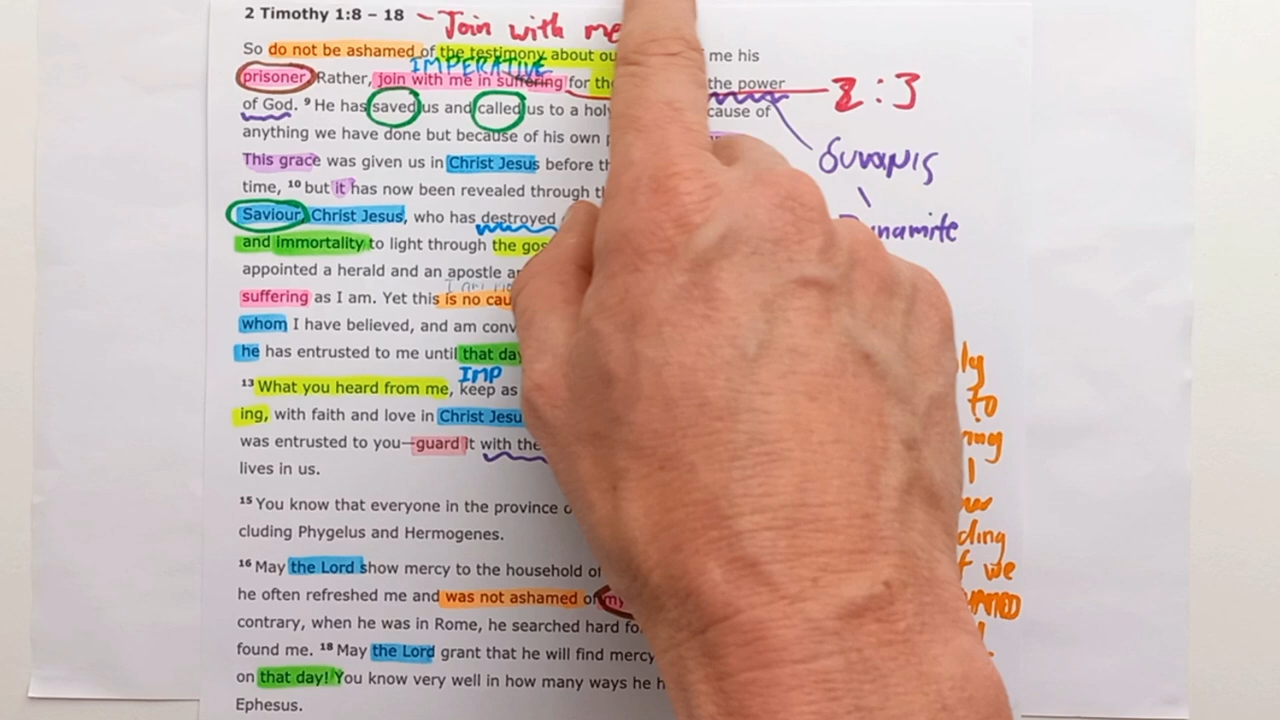 2 Timothy 1:8 – 18 – Join with me
So do not be ashamed of the testimony about ou me his
IMPERATIVE
prisoner. Rather, join with me in suffering for the the power 2:3
of God. ⁹ He has saved us and called us to a holy cause of
anything we have done but because of his own
δυναμις
This grace was given us in Christ Jesus before th
time, ¹⁰ but it has now been revealed through t
Saviour, Christ Jesus, who has destroyed
namite
and immortality to light through the gos
appointed a herald and an apostle a
suffering as I am. Yet this is no cau
whom I have believed, and am conv
he has entrusted to me until that day
IMP
¹³ What you heard from me, keep as
ing, with faith and love in Christ Jesu
was entrusted to you—guard it with the
lives in us.
¹⁵ You know that everyone in the province o
cluding Phygelus and Hermogenes.
¹⁶ May the Lord show mercy to the household of
he often refreshed me and was not ashamed of my
contrary, when he was in Rome, he searched hard fo
found me. ¹⁸ May the Lord grant that he will find mercy
on that day! You know very well in how many ways he h
Ephesus.
ly
to
ring
I
ding
f we